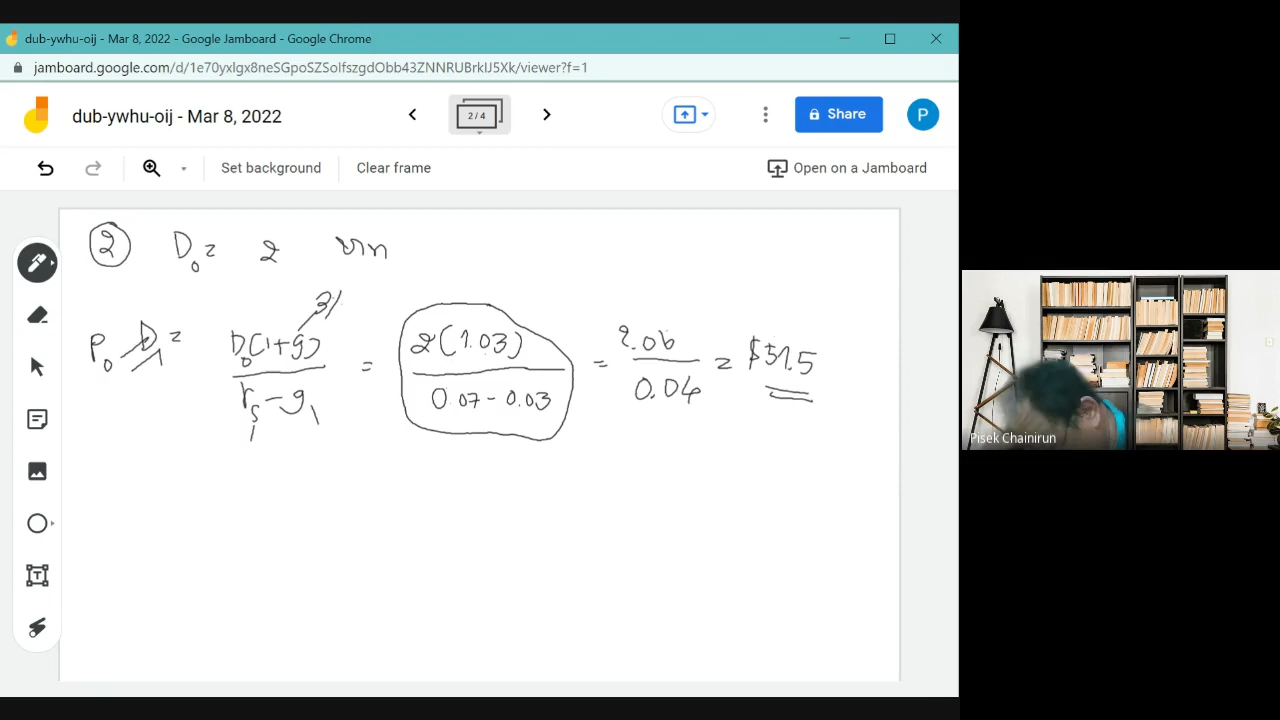 dub-ywhu-oij - Mar 8, 2022 - Google Jamboard - Google Chrome
jamboard.google.com/d/1e70yxlgx8neSGpoSZSolfszgdObb43ZNNRUBrkIJ5Xk/viewer?f=1
dub-ywhu-oij - Mar 8, 2022
2 / 4
Share
P
Set background
Clear frame
Open on a Jamboard
② D₀ = 2 บาท
3%
P₀ = D₀(1+g) / rₛ - g = 2(1.03) / 0.07 - 0.03 = 2.06 / 0.04 = $51.5
Pisek Chainirun